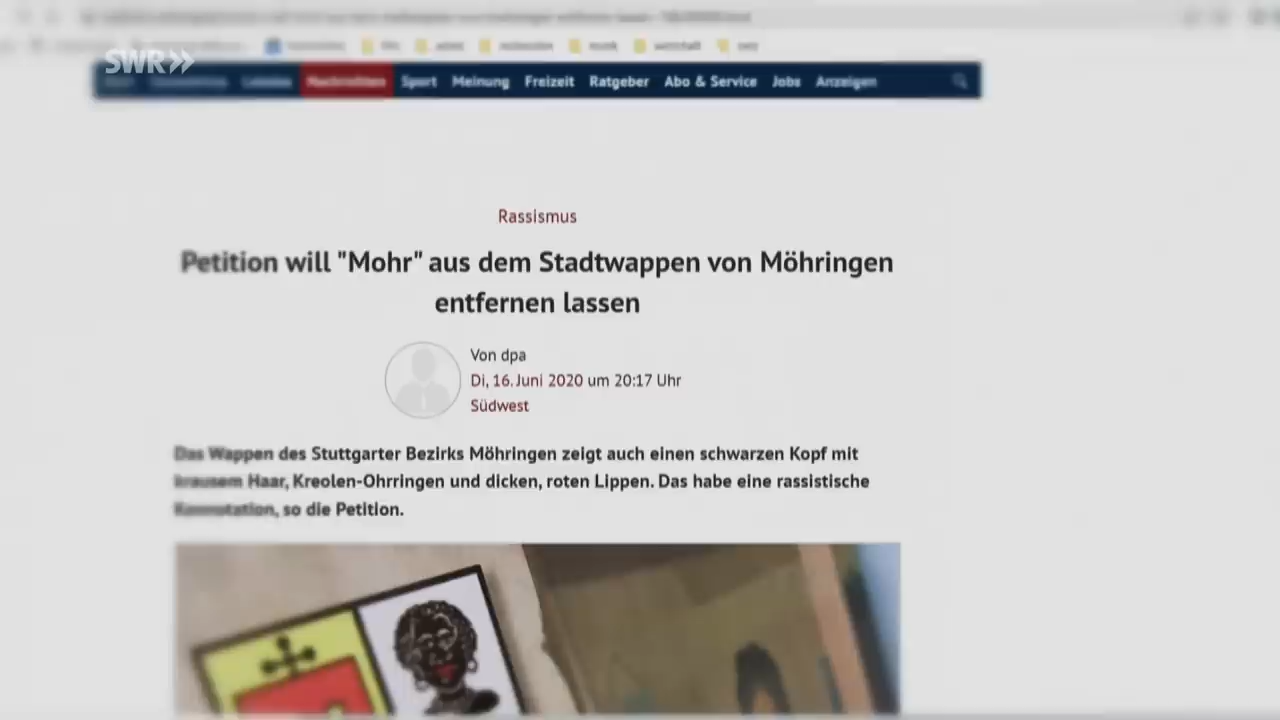 SWR
Nachrichten Sport Meinung Freizeit Ratgeber Abo & Service Jobs Anzeigen
Rassismus
Petition will "Mohr" aus dem Stadtwappen von Möhringen
entfernen lassen
Von dpa
Di, 16. Juni 2020 um 20:17 Uhr
Südwest
Das Wappen des Stuttgarter Bezirks Möhringen zeigt auch einen schwarzen Kopf mit
krausem Haar, Kreolen-Ohrringen und dicken, roten Lippen. Das habe eine rassistische
Konnotation, so die Petition.